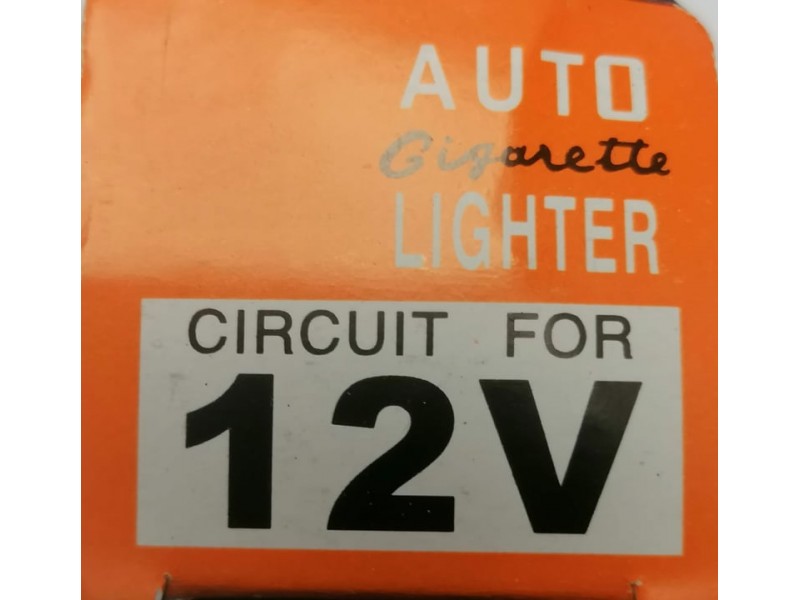 AUTO
Cigarette
LIGHTER
CIRCUIT FOR
12V